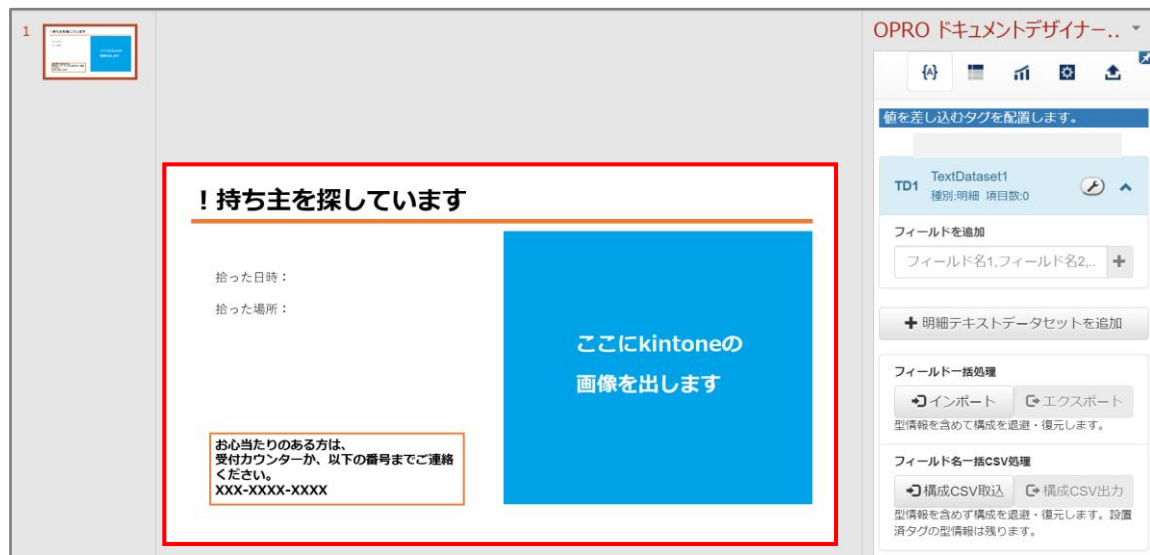 1
！持ち主を探しています
拾った日時：
拾った場所：
ここにkintoneの
画像を出します
お心当たりのある方は、
受付カウンターか、以下の番号までご連絡
ください。
XXX-XXXX-XXXX
OPRO ドキュメントデザイナー..
{A}
値を差し込むタグを配置します。
TD1
TextDataset1
種別:明細 項目数:0
フィールドを追加
フィールド名1,フィールド名2,..
+
+ 明細テキストデータセットを追加
フィールド一括処理
インポート
エクスポート
型情報を含めて構成を退避・復元します。
フィールド名一括CSV処理
構成CSV取込
構成CSV出力
型情報を含めず構成を退避・復元します。設置
済タグの型情報は残ります。